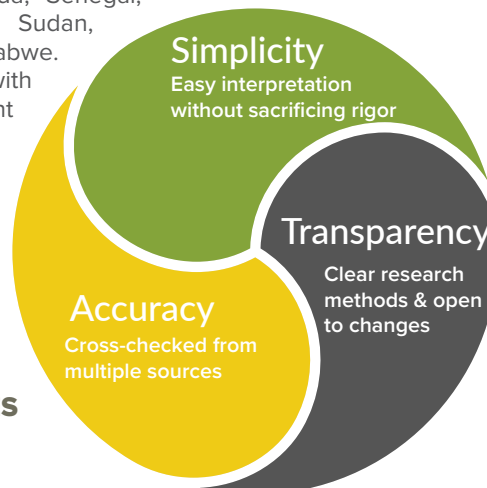 Senegal,
Sudan,
Simplicity
Easy interpretation
without sacrificing rigor
Transparency
Clear research
methods & open
to changes
Accuracy
Cross-checked from
multiple sources